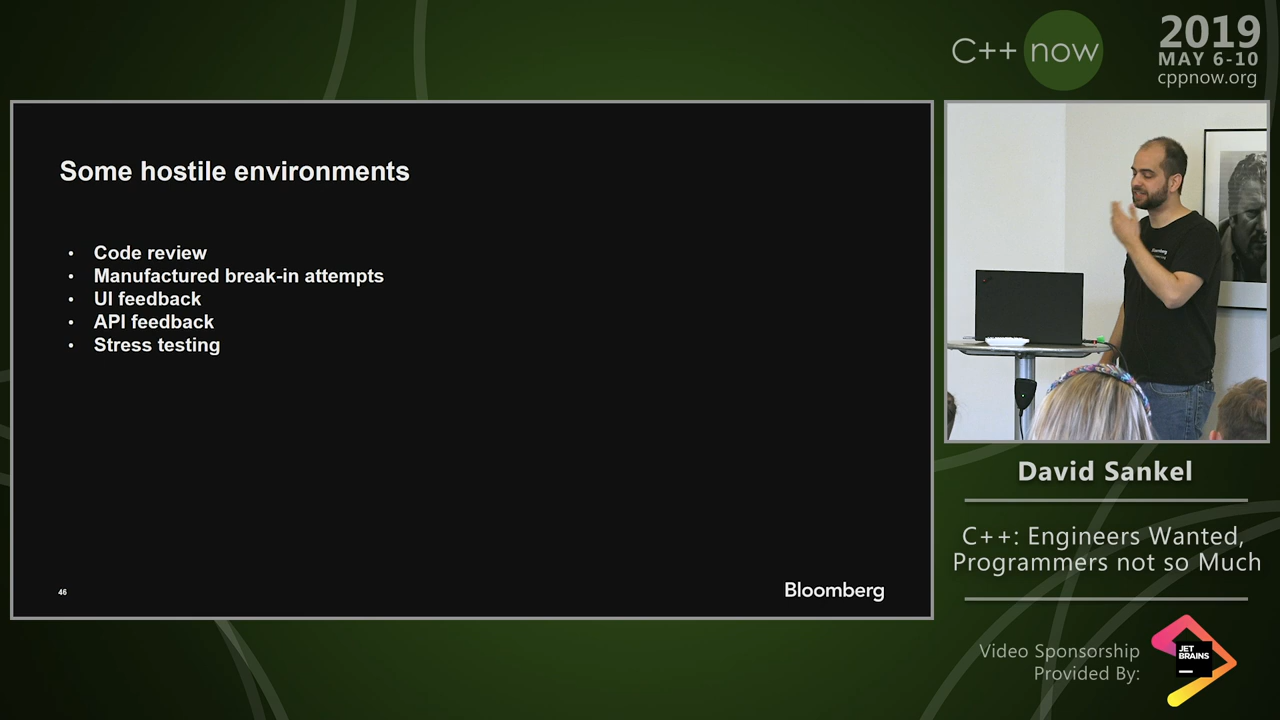 C++ now
2019
MAY 6-10
cppnow.org
Some hostile environments
• Code review
• Manufactured break-in attempts
• UI feedback
• API feedback
• Stress testing
46
Bloomberg
Bloomberg
David Sankel
C++: Engineers Wanted,
Programmers not so Much
Video Sponsorship
Provided By:
JET
BRAINS